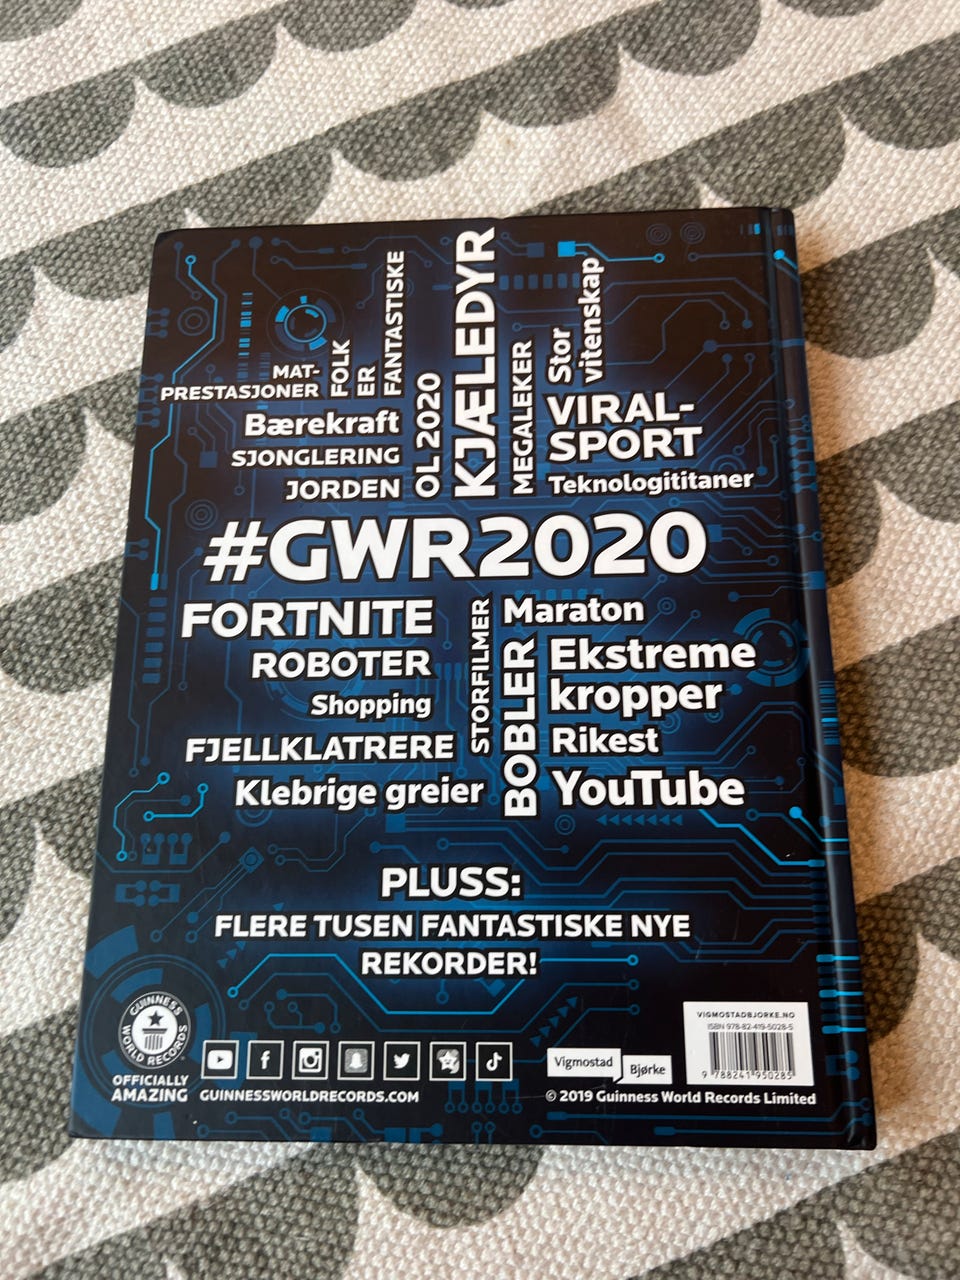 MAT-
PRESTASJONER
FOLK
ER
FANTASTISKE
Bærekraft
SJONGLERING
JORDEN
OL 2020
KJÆLEDYR
MEGALEKER
Stor
vitenskap
VIRAL-
SPORT
Teknologititaner
#GWR2020
FORTNITE
ROBOTER
Shopping
FJELLKLATRERE
Klebrige greier
STORFILMER
BOBLER
Maraton
Ekstreme
kropper
Rikest
YouTube
PLUSS:
FLERE TUSEN FANTASTISKE NYE
REKORDER!
GUINNESS
WORLD RECORDS
OFFICIALLY
AMAZING
GUINNESSWORLDRECORDS.COM
Vigmostad
Bjørke
VIGMOSTADBJORKE.NO
ISBN 978-82-419-5028-5
9 788241 950285
© 2019 Guinness World Records Limited